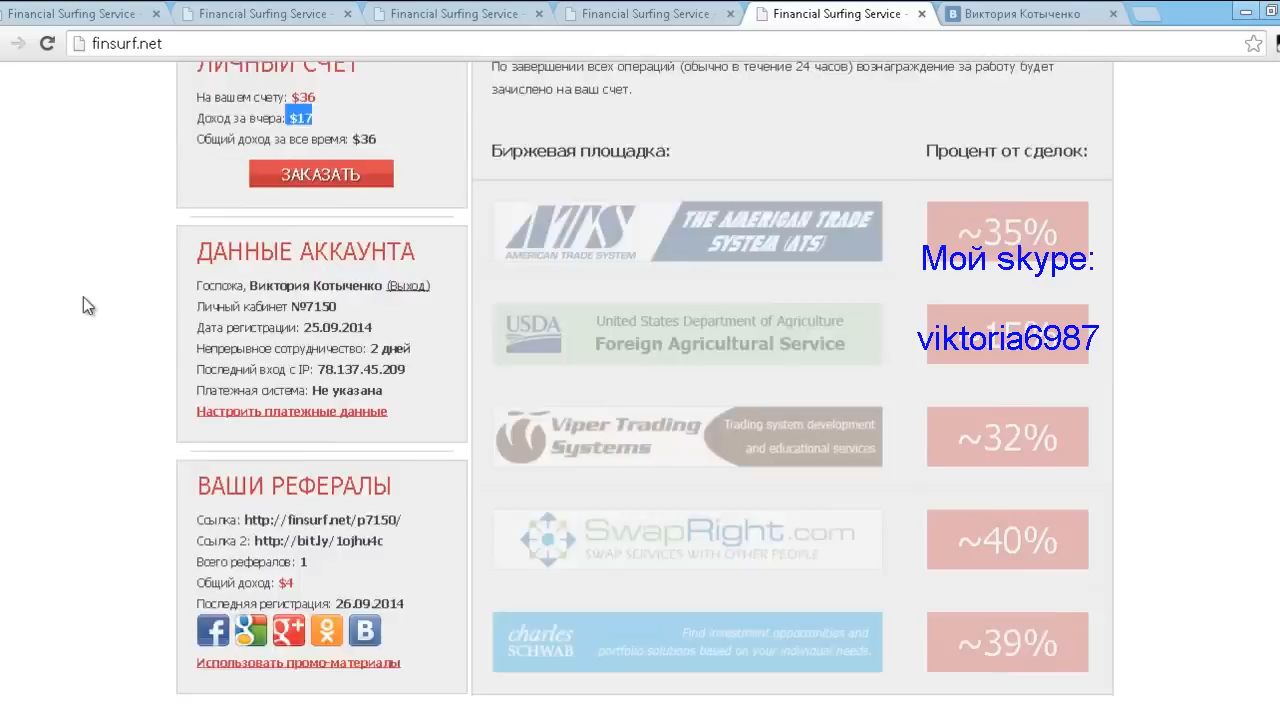 Financial Surfing Service - Financial Surfing Service - Financial Surfing Service - Financial Surfing Service - Financial Surfing Service - Виктория Котыченко
finsurf.net
ЛИЧНЫЙ СЧЕТ
На вашем счету: $36
Доход за вчера: $17
Общий доход за все время: $36
ЗАКАЗАТЬ
ДАННЫЕ АККАУНТА
Госпожа, Виктория Котыченко (Выход)
Личный кабинет №7150
Дата регистрации: 25.09.2014
Непрерывное сотрудничество: 2 дней
Последний вход с IP: 78.137.45.209
Платежная система: Не указана
Настроить платежные данные
ВАШИ РЕФЕРАЛЫ
Ссылка: http://finsurf.net/p7150/
Ссылка 2: http://bit.ly/1ojhu4c
Всего рефералов: 1
Общий доход: $4
Последняя регистрация: 26.09.2014
Использовать промо-материалы
По завершении всех операций (обычно в течение 24 часов) вознаграждение за работу будет
зачислено на ваш счет.
Биржевая площадка: Процент от сделок:
ATS
AMERICAN TRADE SYSTEM
THE AMERICAN TRADE
SYSTEM (ATS)
~35%
Мой skype:
USDA
United States Department of Agriculture
Foreign Agricultural Service
viktoria6987
Viper Trading
Systems
Trading system development
and educational services
~32%
SwapRight.com
SWAP SERVICES WITH OTHER PEOPLE
~40%
charles
SCHWAB
Find investment opportunities and
portfolio solutions based on your individual needs.
~39%